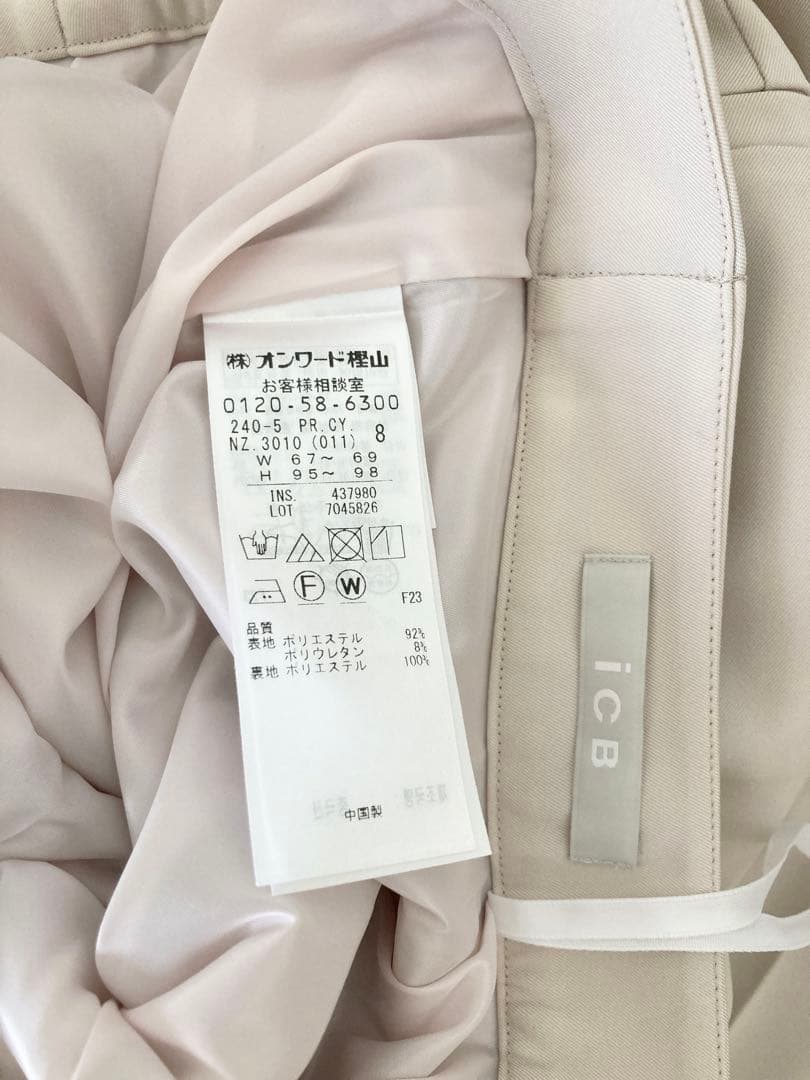 ㈱オンワード樫山
お客様相談室
0120-58-6300
240-5 PR.CY.
NZ.3010 (011) 8
W 67～ 69
H 95～ 98
INS. 437980
LOT 7045826
F W
F23
品質
表地 ポリエステル 92%
ポリウレタン 8%
裏地 ポリエステル 100%
中国製
iCB